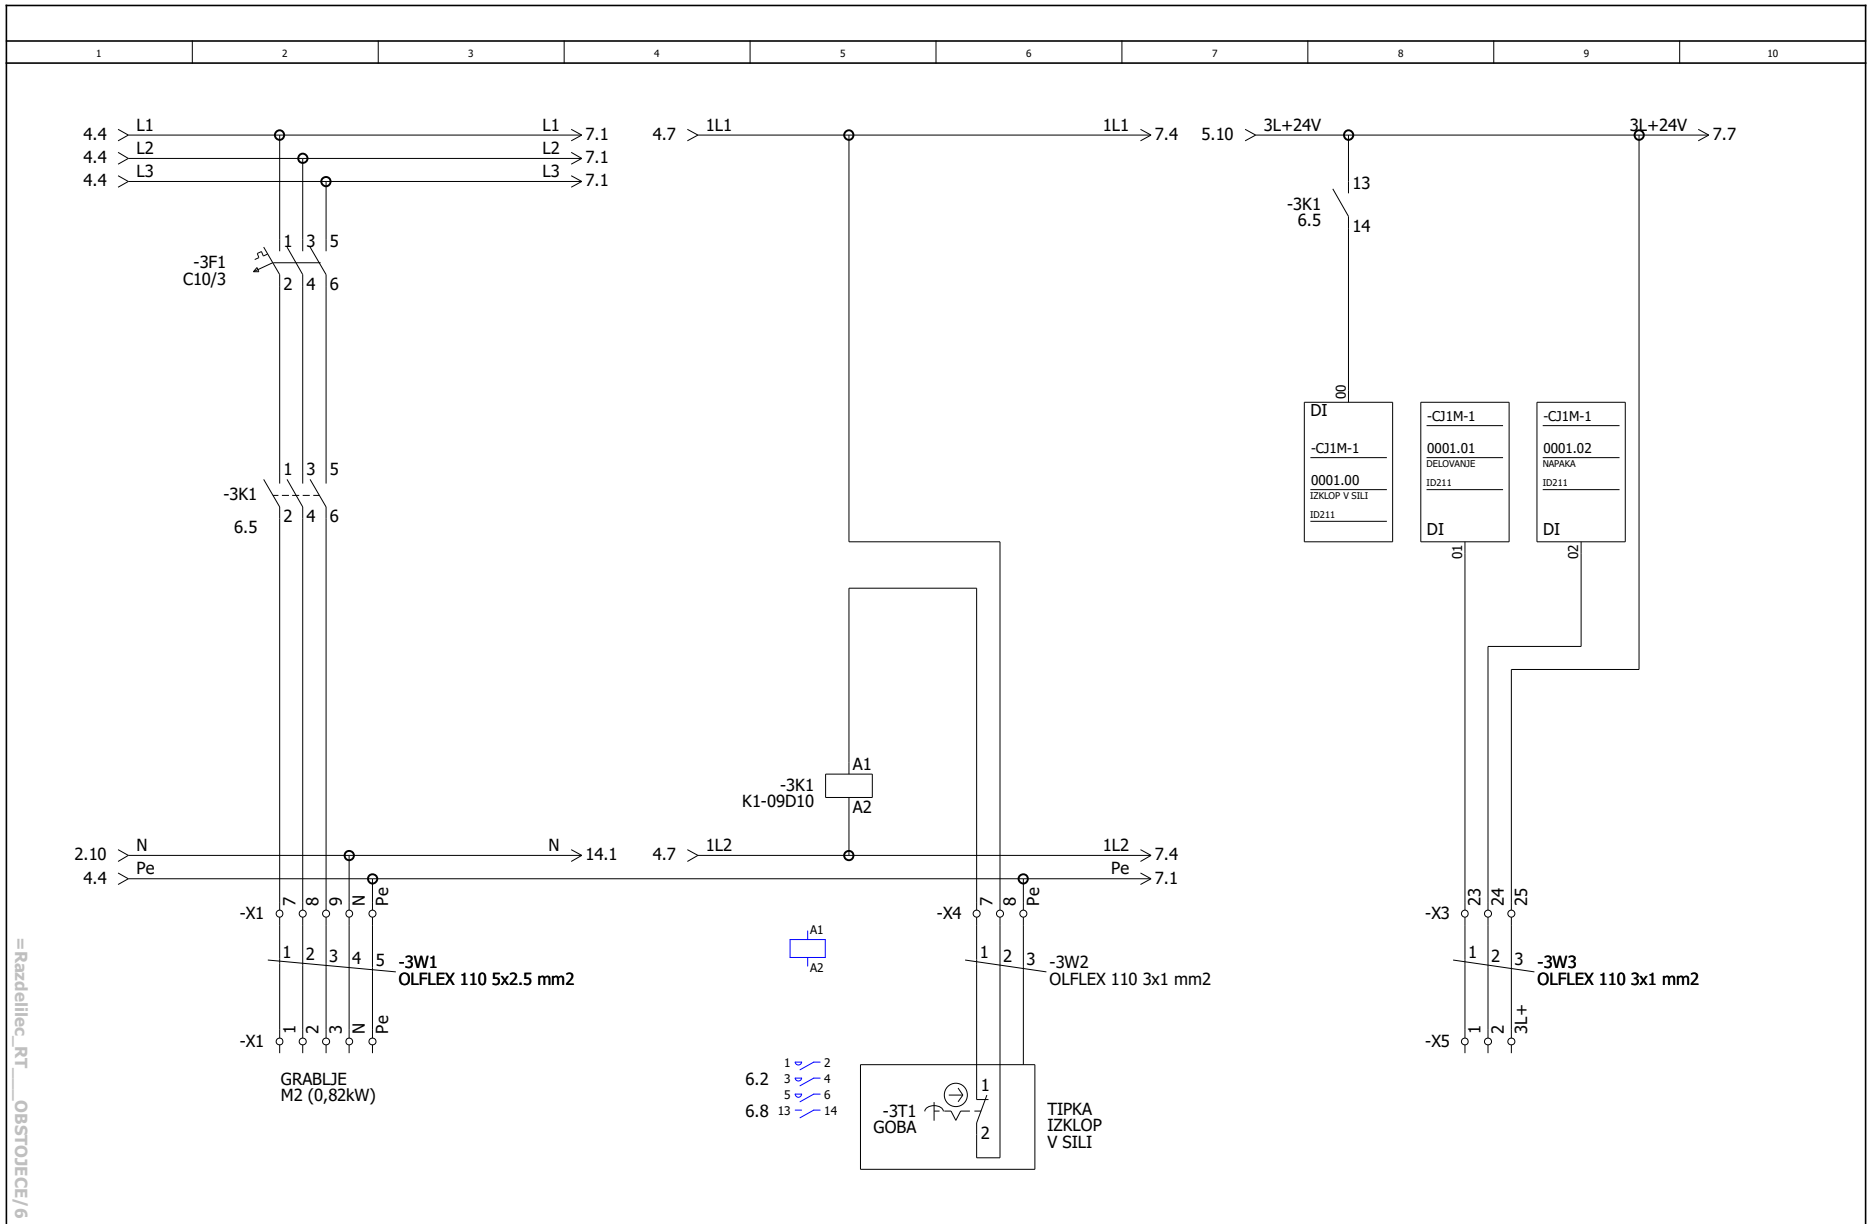 1 2 3 4 5 6 7 8 9 10
4.4 L1 L1 7.1
4.4 L2 L2 7.1
4.4 L3 L3 7.1
4.7 1L1 1L1 7.4
5.10 3L+24V 3L+24V 7.7
-3F1
C10/3
1 3 5
2 4 6
-3K1
6.5
1 3 5
2 4 6
-3K1
6.5
13
14
00
DI
-CJ1M-1
0001.00
IZKLOP V SILI
ID211
-CJ1M-1
0001.01
DELOVANJE
ID211
DI
01
-CJ1M-1
0001.02
NAPAKA
ID211
DI
02
-3K1
K1-09D10
A1
A2
2.10 N N 14.1
4.7 1L2 1L2 7.4
4.4 Pe Pe 7.1
-X1 7 8 9 N Pe
1 2 3 4 5
-3W1
OLFLEX 110 5x2.5 mm2
-X1 1 2 3 N Pe
GRABLJE
M2 (0,82kW)
A1
A2
6.2
6.8
1 2
3 4
5 6
13 14
-X4 7 8 Pe
1 2 3
-3W2
OLFLEX 110 3x1 mm2
-3T1
GOBA
1
2
TIPKA
IZKLOP
V SILI
-X3 23 24 25
1 2 3
-3W3
OLFLEX 110 3x1 mm2
-X5 1 2 3L+
=Razdelilec_RT___OBSTOJECE/6